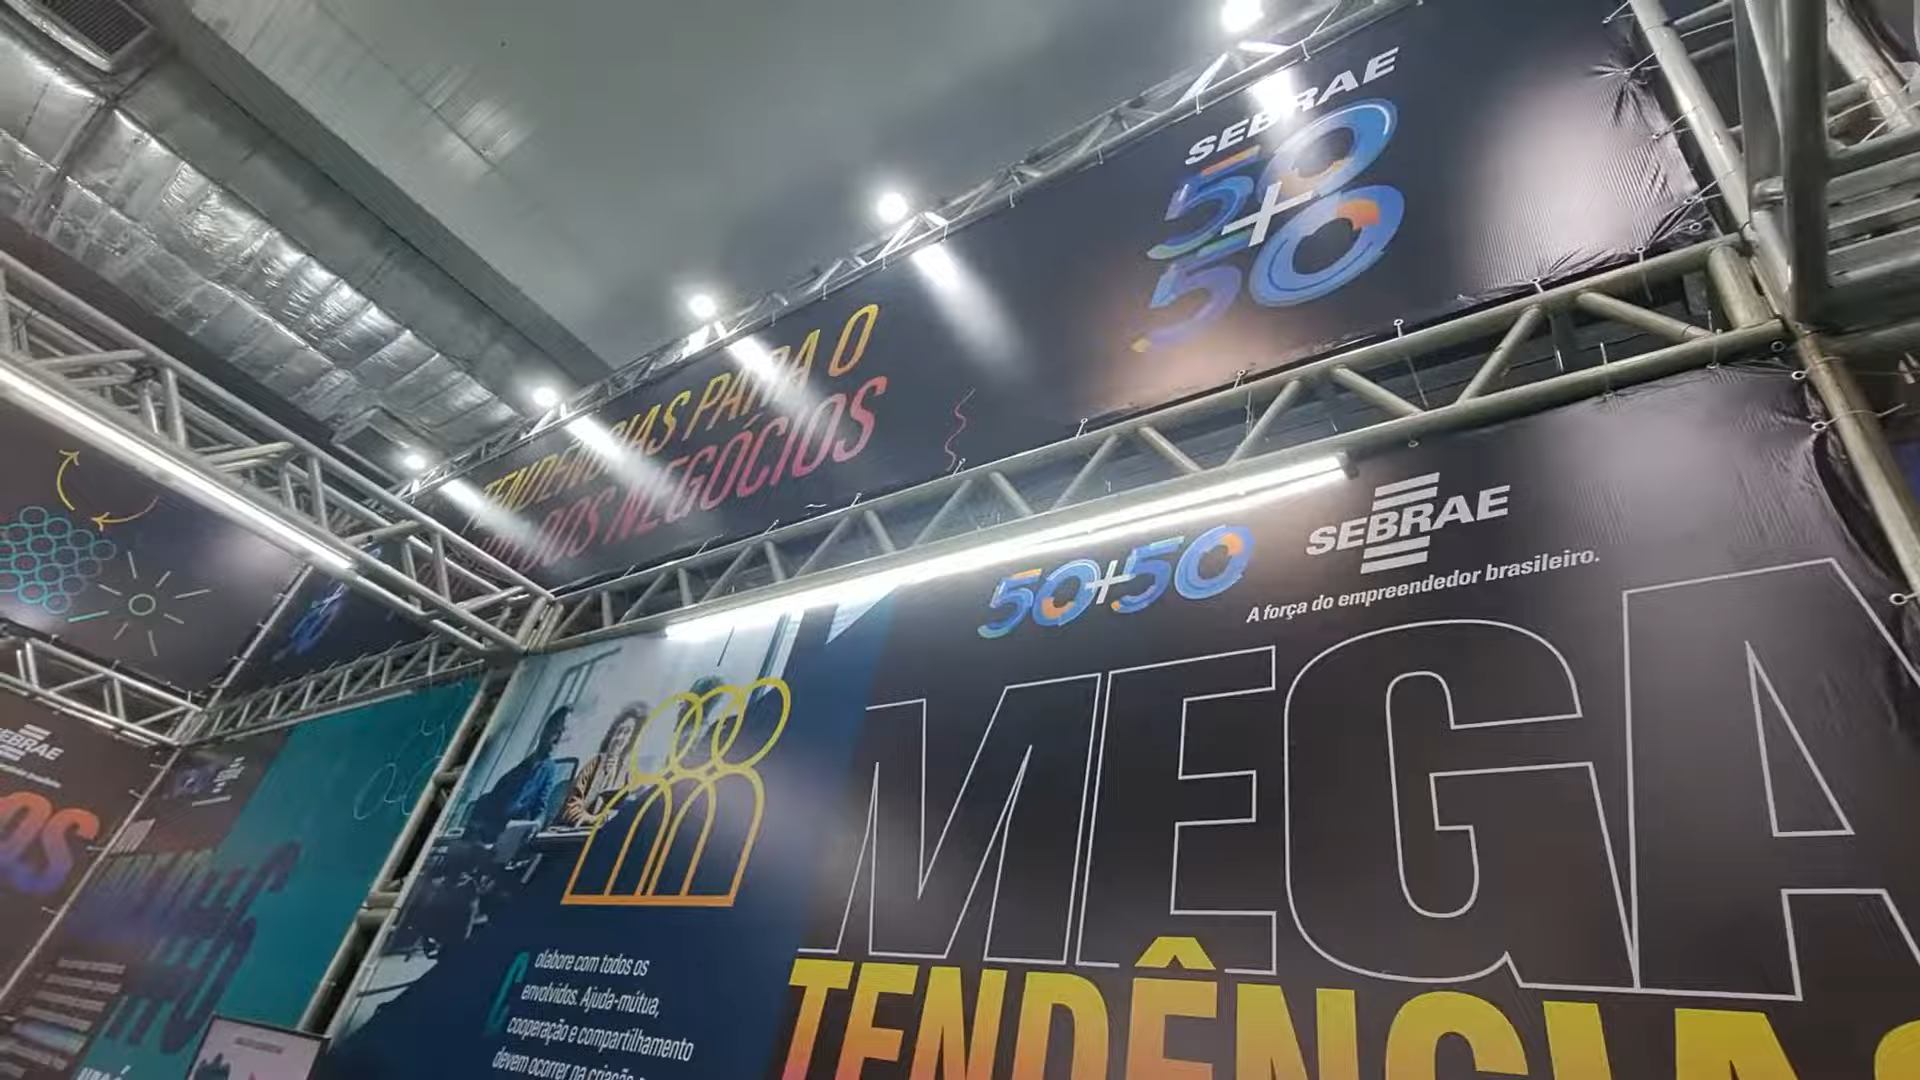 SEBRAE
50
+
50
TENDÊNCIAS PARA O
DOS NEGÓCIOS
50+50
SEBRAE
A força do empreendedor brasileiro.
MEGA
TENDÊNCIAS
Colabore com todos os
envolvidos. Ajuda-mútua,
cooperação e compartilhamento
devem ocorrer na criação
SEBRAE
OS